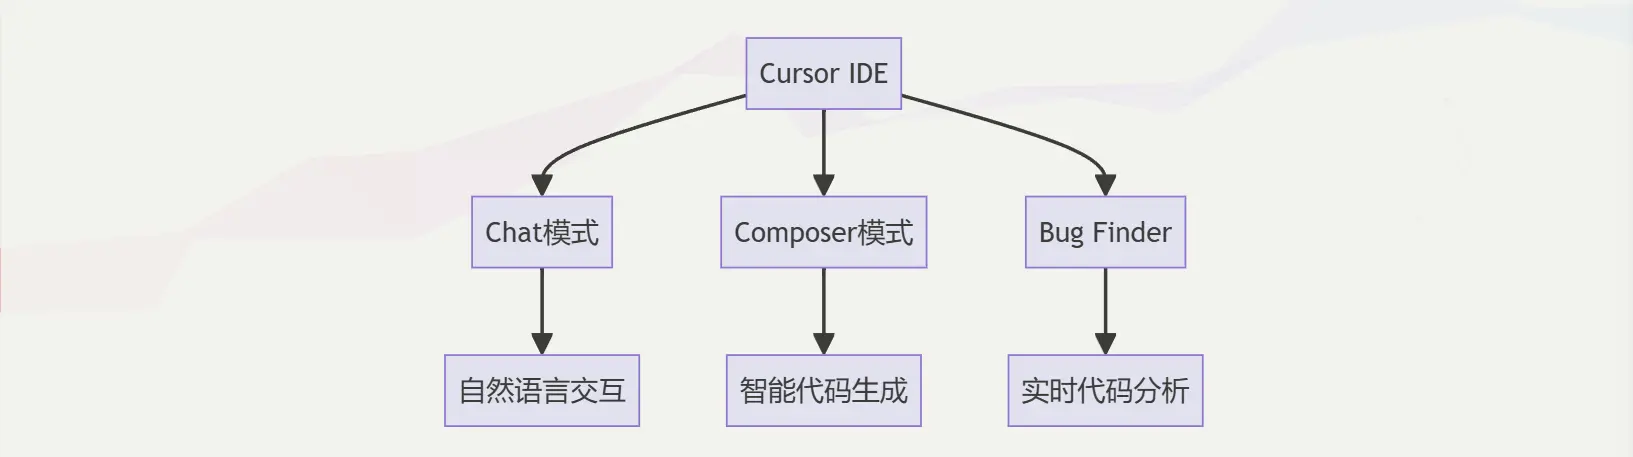 Cursor IDE
Chat模式
Composer模式
Bug Finder
自然语言交互
智能代码生成
实时代码分析